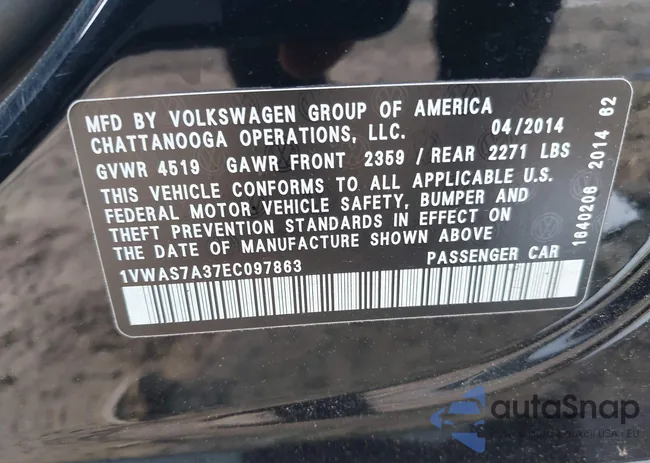 MFD BY VOLKSWAGEN GROUP OF AMERICA
CHATTANOOGA OPERATIONS, LLC. 04/2014
GVWR 4519 GAWR FRONT 2359 / REAR 2271 LBS
THIS VEHICLE CONFORMS TO ALL APPLICABLE U.S.
FEDERAL MOTOR VEHICLE SAFETY, BUMPER AND
THEFT PREVENTION STANDARDS IN EFFECT ON
THE DATE OF MANUFACTURE SHOWN ABOVE
1VWAS7A37EC097863 PASSENGER CAR
1640206 2014 62
autaSnap